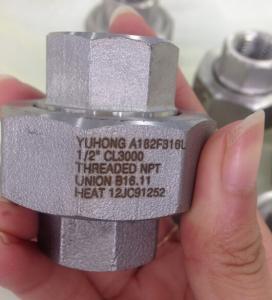 YUHONG A182F316L
1/2" CL3000
THREADED NPT
UNION B16.11
HEAT 12JC91252